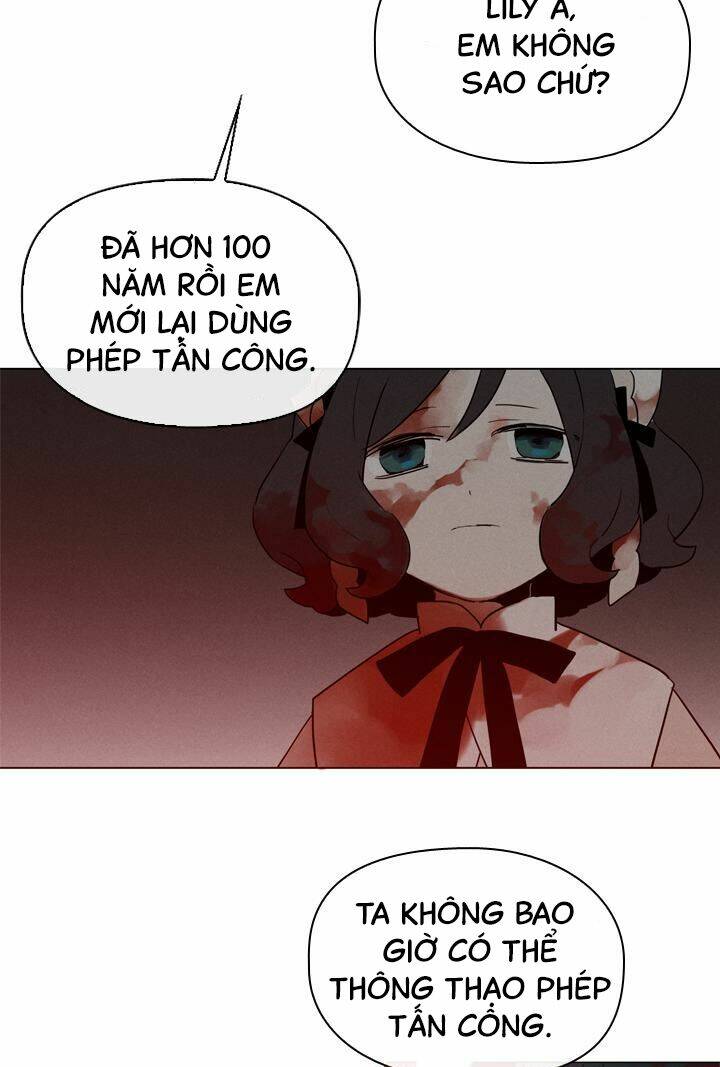 LILY À,
EM KHÔNG
SAO CHỨ?
ĐÃ HƠN 100
NĂM RỒI EM
MỚI LẠI DÙNG
PHÉP TẤN CÔNG.
TA KHÔNG BAO
GIỜ CÓ THỂ
THÔNG THẠO PHÉP
TẤN CÔNG.